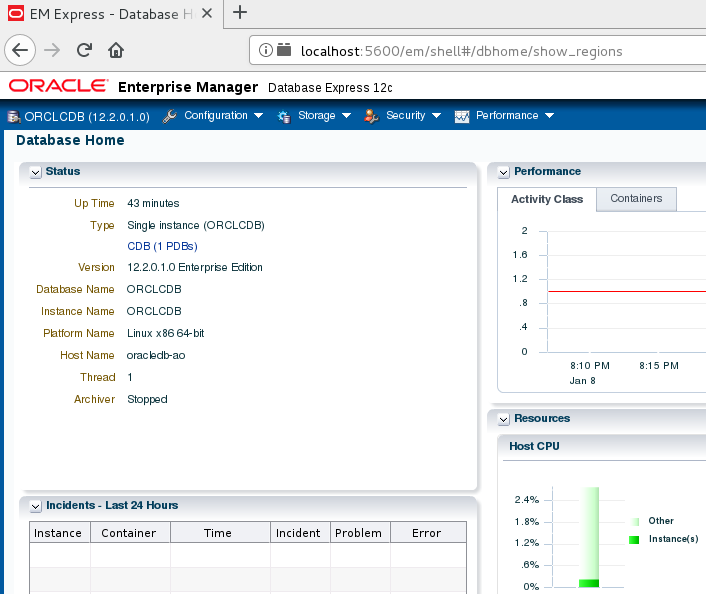 EM Express - Database H
localhost:5600/em/shell#/dbhome/show_regions
ORACLE Enterprise Manager Database Express 12c
ORCLCDB (12.2.0.1.0) Configuration Storage Security Performance
Database Home
Status
Up Time 43 minutes
Type Single instance (ORCLCDB)
CDB (1 PDBs)
Version 12.2.0.1.0 Enterprise Edition
Database Name ORCLCDB
Instance Name ORCLCDB
Platform Name Linux x86 64-bit
Host Name oracledb-ao
Thread 1
Archiver Stopped
Incidents - Last 24 Hours
Instance Container Time Incident Problem Error
Performance
Activity Class Containers
2
1.6
1.2
.8
.4
0
8:10 PM 8:15 PM
Jan 8
Resources
Host CPU
2.4%
1.8%
1.2%
.6%
0%
Other
Instance(s)